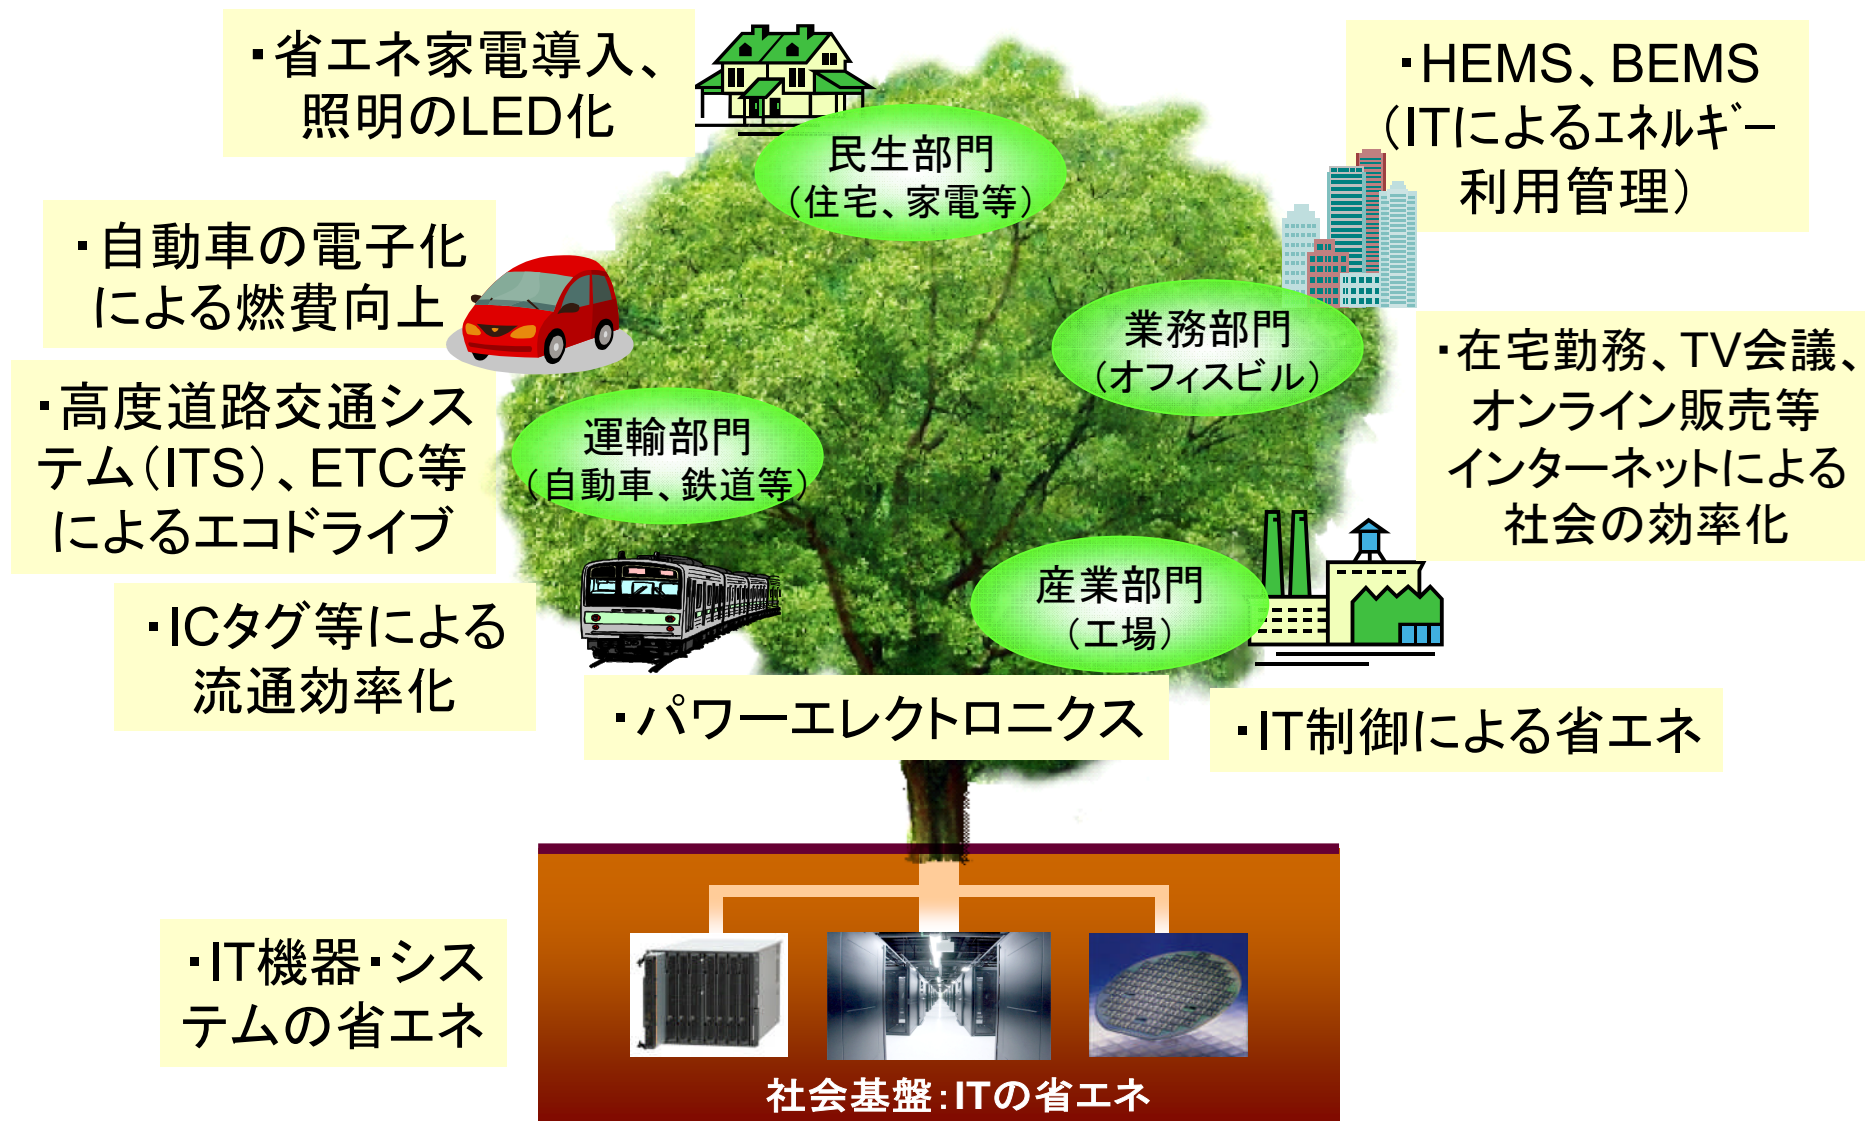 ・省エネ家電導入、
照明のLED化
民生部門
（住宅、家電等）
・HEMS、BEMS
（ITによるｴﾈﾙｷﾞｰ
利用管理）
・自動車の電子化
による燃費向上
業務部門
（オフィスビル）
・在宅勤務、TV会議、
オンライン販売等
インターネットによる
社会の効率化
・高度道路交通シス
テム（ITS）、ETC等
によるエコドライブ
運輸部門
（自動車、鉄道等）
・ICタグ等による
流通効率化
産業部門
（工場）
・パワーエレクトロニクス
・IT制御による省エネ
・IT機器・シス
テムの省エネ
社会基盤：ITの省エネ